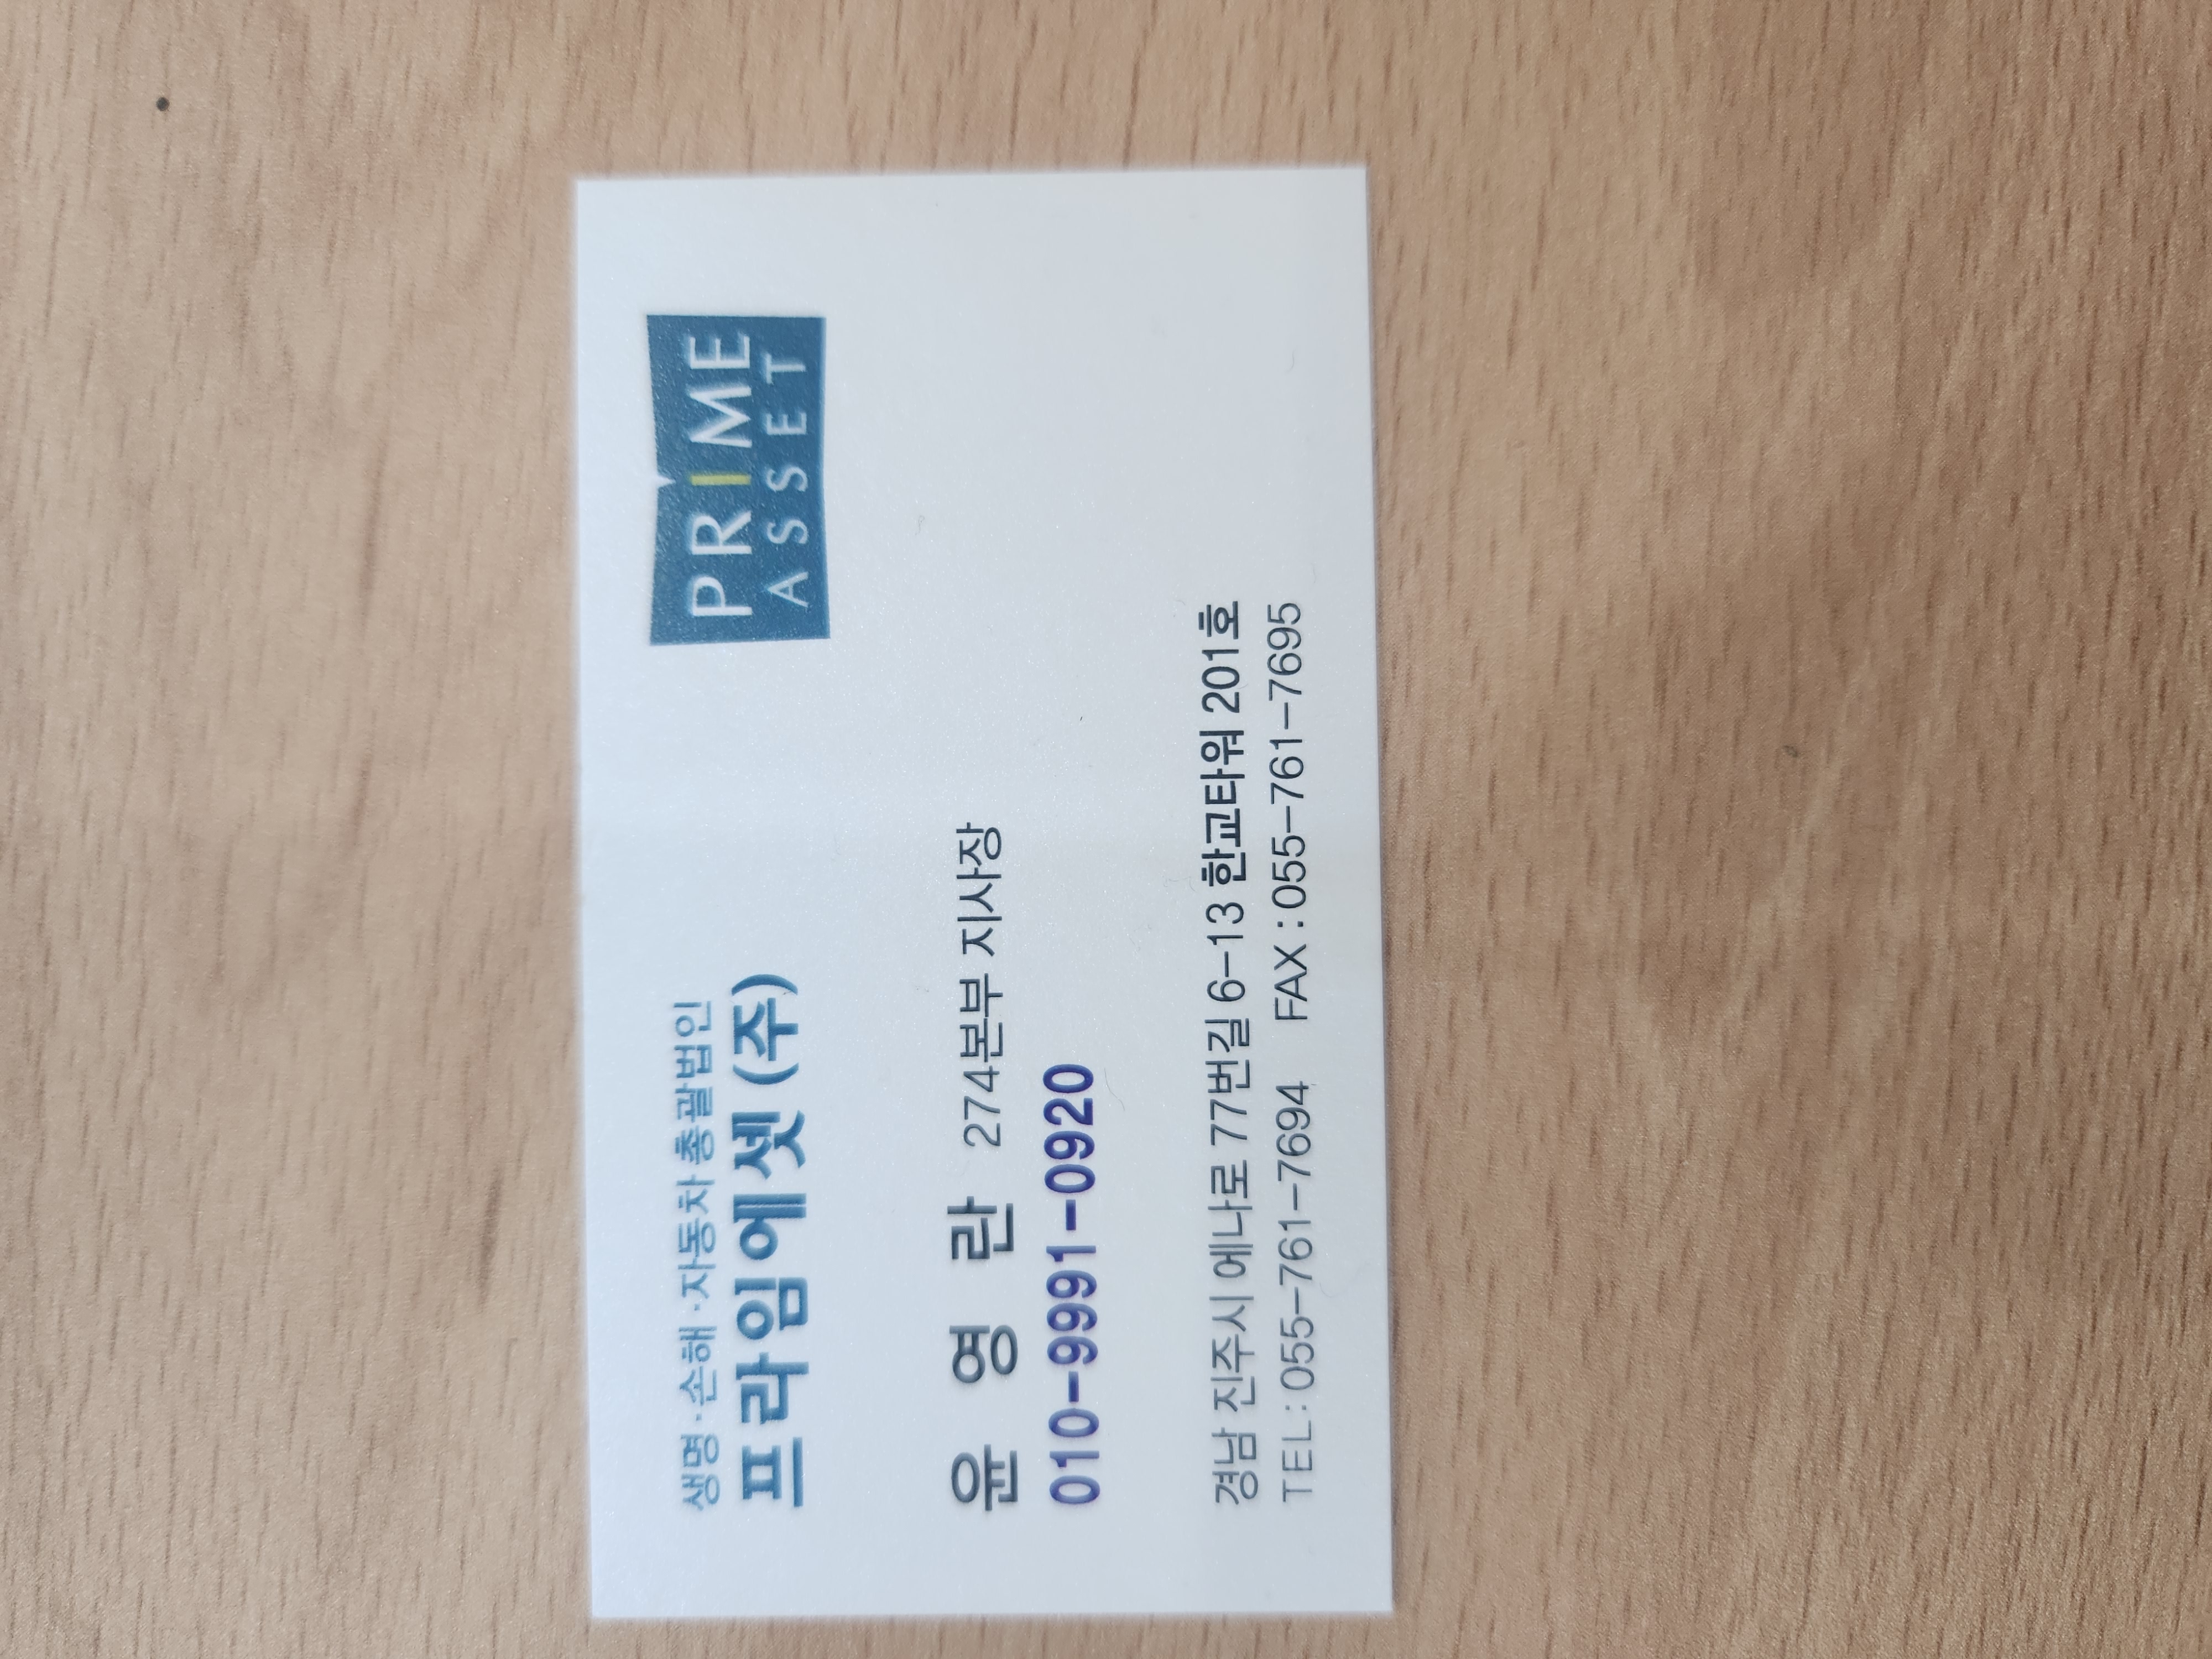 생명·손해·자동차 총괄법인
프라임에셋 (주)
PRIME
ASSET
윤 영 란 274본부 지사장
010-9991-0920
경남 진주시 에나로 77번길 6-13 한교타워 201호
TEL:055-761-7694 FAX:055-761-7695